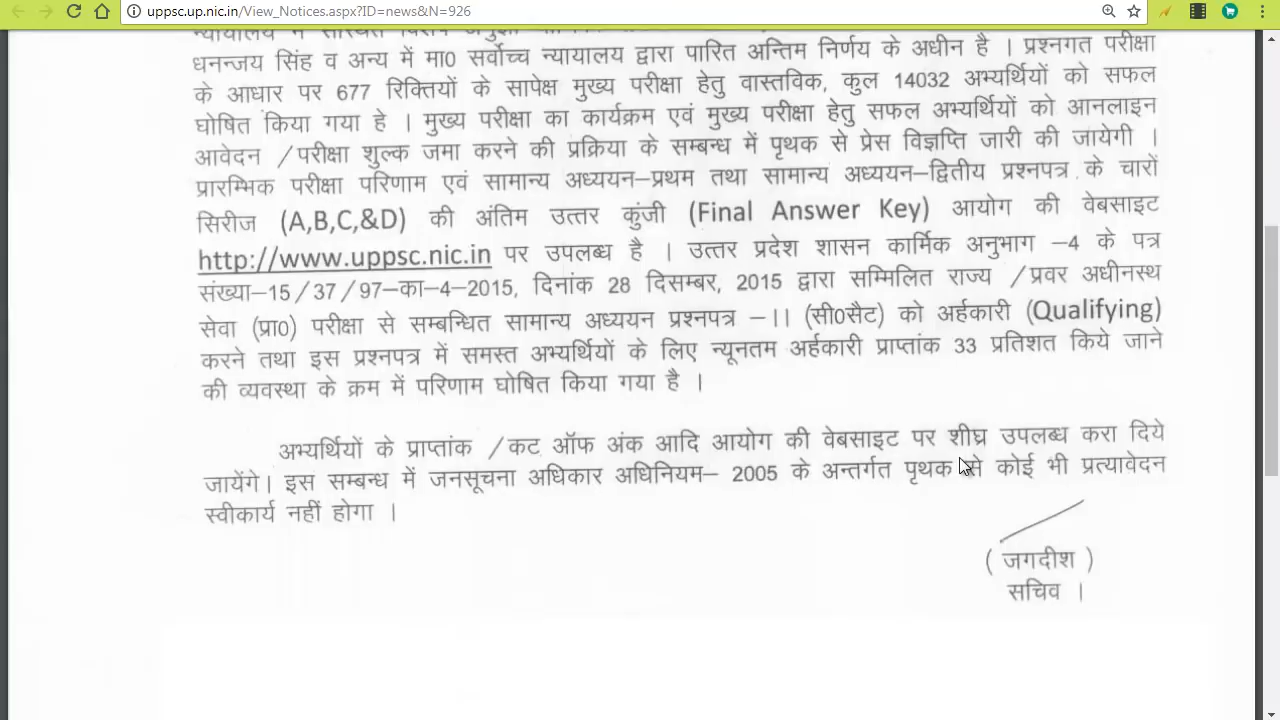 uppsc.up.nic.in/View_Notices.aspx?ID=news&N=926
धनन्जय सिंह व अन्य में मा0 सर्वोच्च न्यायालय द्वारा पारित अन्तिम निर्णय के अधीन है । प्रश्नगत परीक्षा
के आधार पर 677 रिक्तियों के सापेक्ष मुख्य परीक्षा हेतु वास्तविक, कुल 14032 अभ्यर्थियों को सफल
घोषित किया गया हे । मुख्य परीक्षा का कार्यक्रम एवं मुख्य परीक्षा हेतु सफल अभ्यर्थियों को आनलाइन
आवेदन /परीक्षा शुल्क जमा करने की प्रक्रिया के सम्बन्ध में पृथक से प्रेस विज्ञप्ति जारी की जायेगी ।
प्रारम्भिक परीक्षा परिणाम एवं सामान्य अध्ययन–प्रथम तथा सामान्य अध्ययन–द्वितीय प्रश्नपत्र के चारों
सिरीज (A,B,C,&D) की अंतिम उत्तर कुंजी (Final Answer Key) आयोग की वेबसाइट
http://www.uppsc.nic.in पर उपलब्ध है । उत्तर प्रदेश शासन कार्मिक अनुभाग –4 के पत्र
संख्या–15/37/97–का–4–2015, दिनांक 28 दिसम्बर, 2015 द्वारा सम्मिलित राज्य /प्रवर अधीनस्थ
सेवा (प्रा0) परीक्षा से सम्बन्धित सामान्य अध्ययन प्रश्नपत्र –II (सी0सैट) को अर्हकारी (Qualifying)
करने तथा इस प्रश्नपत्र में समस्त अभ्यर्थियों के लिए न्यूनतम अर्हकारी प्राप्तांक 33 प्रतिशत किये जाने
की व्यवस्था के क्रम में परिणाम घोषित किया गया है ।
अभ्यर्थियों के प्राप्तांक /कट ऑफ अंक आदि आयोग की वेबसाइट पर शीघ्र उपलब्ध करा दिये
जायेंगे। इस सम्बन्ध में जनसूचना अधिकार अधिनियम– 2005 के अन्तर्गत पृथक से कोई भी प्रत्यावेदन
स्वीकार्य नहीं होगा ।
( जगदीश )
सचिव ।